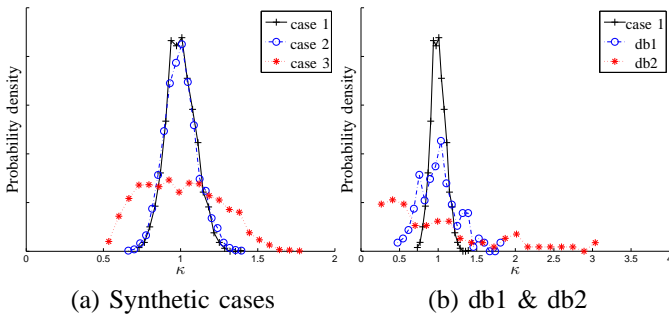 case 1
case 2
case 3
Probability density
0 0.5 1 1.5 2
κ
(a) Synthetic cases
case 1
db1
db2
Probability density
0 0.5 1 1.5 2 2.5 3 3.5 4
κ
(b) db1 & db2